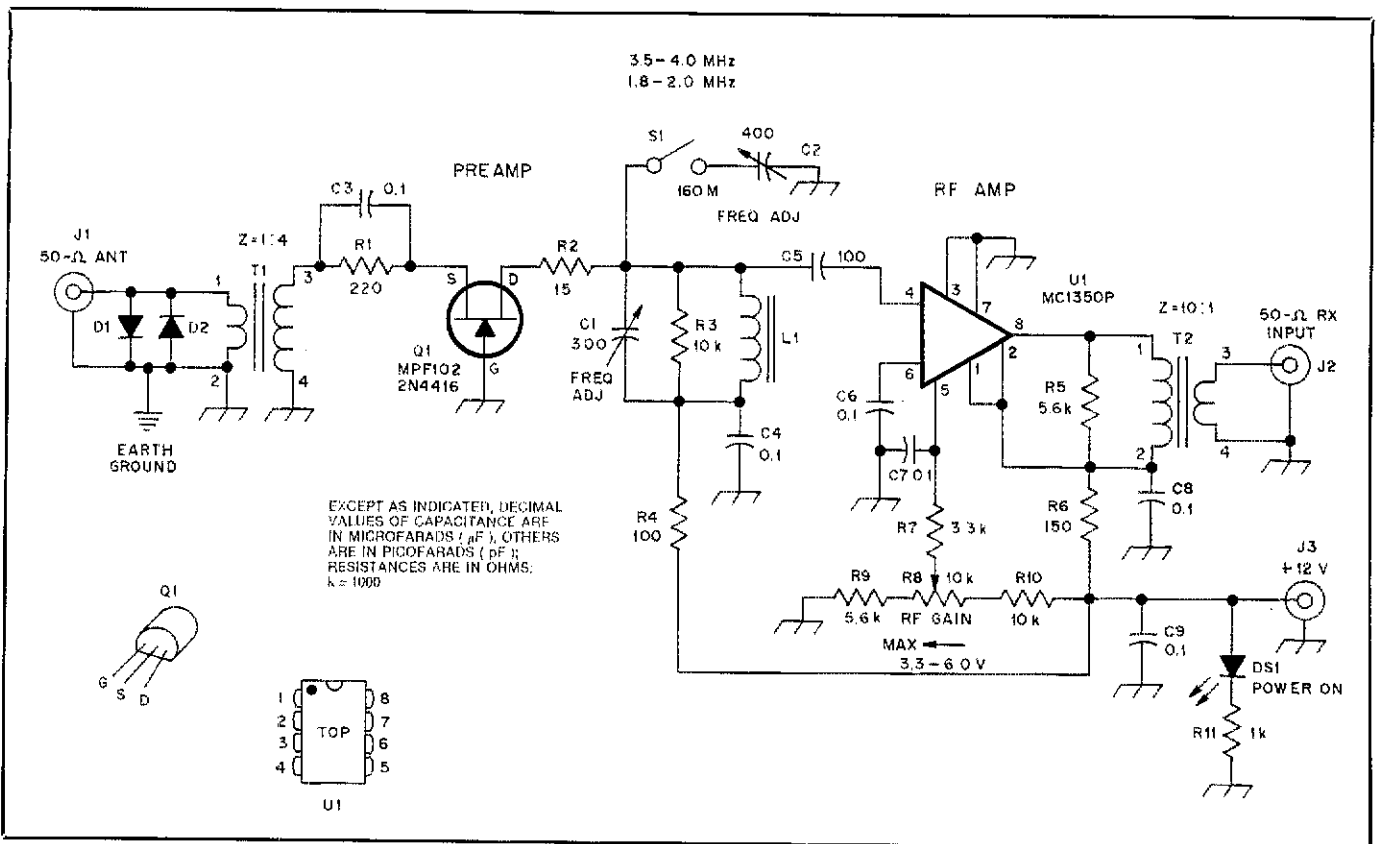 3.5-4.0 MHz
1.8-2.0 MHz
PREAMP
S1
400
C2
160 M
FREQ ADJ
RF AMP
C3 0.1
J1
50-Ω ANT
Z=1:4
T1
R1
220
R2
15
C5 100
U1
MC1350P
1
3
S
D
4
3
7
8
D1
D2
2
4
Q1
MPF102
2N4416
G
C1
300
FREQ
ADJ
R3
10 k
L1
6
5
1
2
R5
5.6k
Z=10:1
T2
1
2
3
4
50-Ω RX
INPUT
J2
EARTH
GROUND
C4
0.1
C6
0.1
C7 0.1
C8
0.1
R4
100
R7
3.3k
R6
150
EXCEPT AS INDICATED, DECIMAL
VALUES OF CAPACITANCE ARE
IN MICROFARADS ( µF ); OTHERS
ARE IN PICOFARADS ( pF );
RESISTANCES ARE IN OHMS;
k = 1000
R9
5.6k
R8 10k
RF GAIN
R10
10k
MAX
3.3-6.0 V
C9
0.1
J3
+12 V
DS1
POWER ON
R11
1k
Q1
G
S
D
1
2
3
4
TOP
8
7
6
5
U1